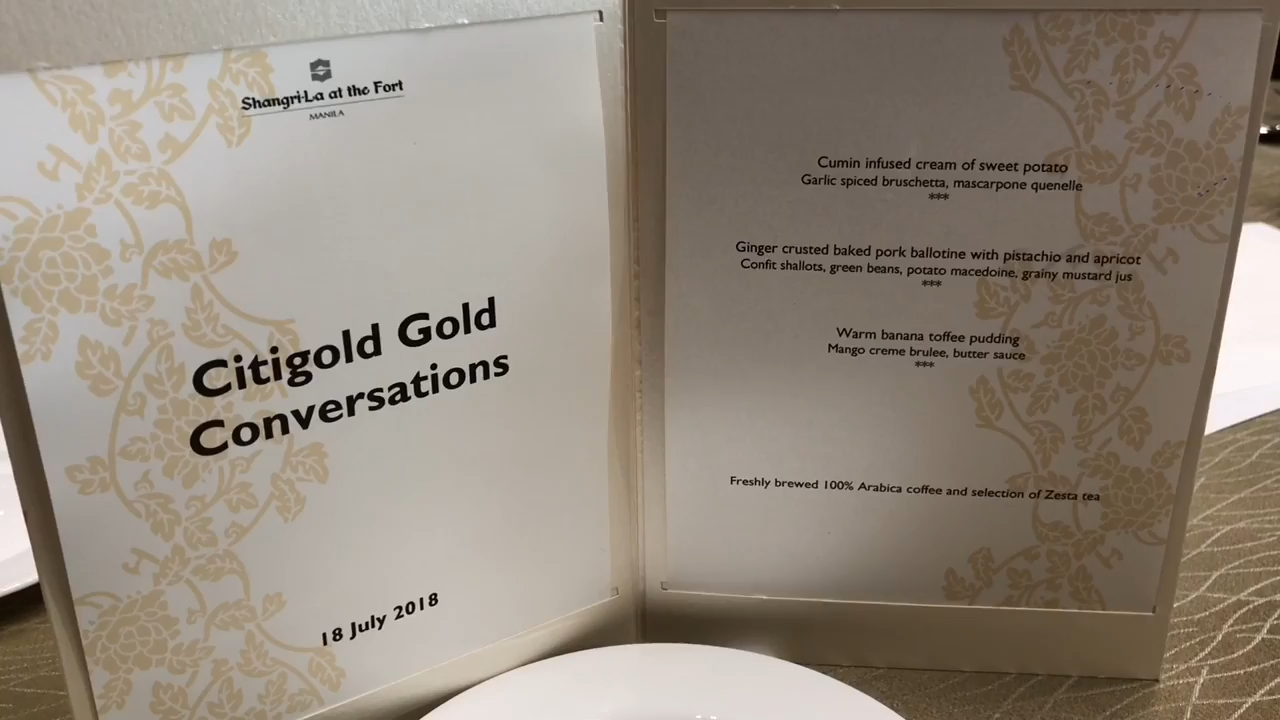 Shangri-La at the Fort
MANILA
Citigold Gold
Conversations
18 July 2018
Cumin infused cream of sweet potato
Garlic spiced bruschetta, mascarpone quenelle
***
Ginger crusted baked pork ballotine with pistachio and apricot
Confit shallots, green beans, potato macedoine, grainy mustard jus
***
Warm banana toffee pudding
Mango creme brulee, butter sauce
***
Freshly brewed 100% Arabica coffee and selection of Zesta tea